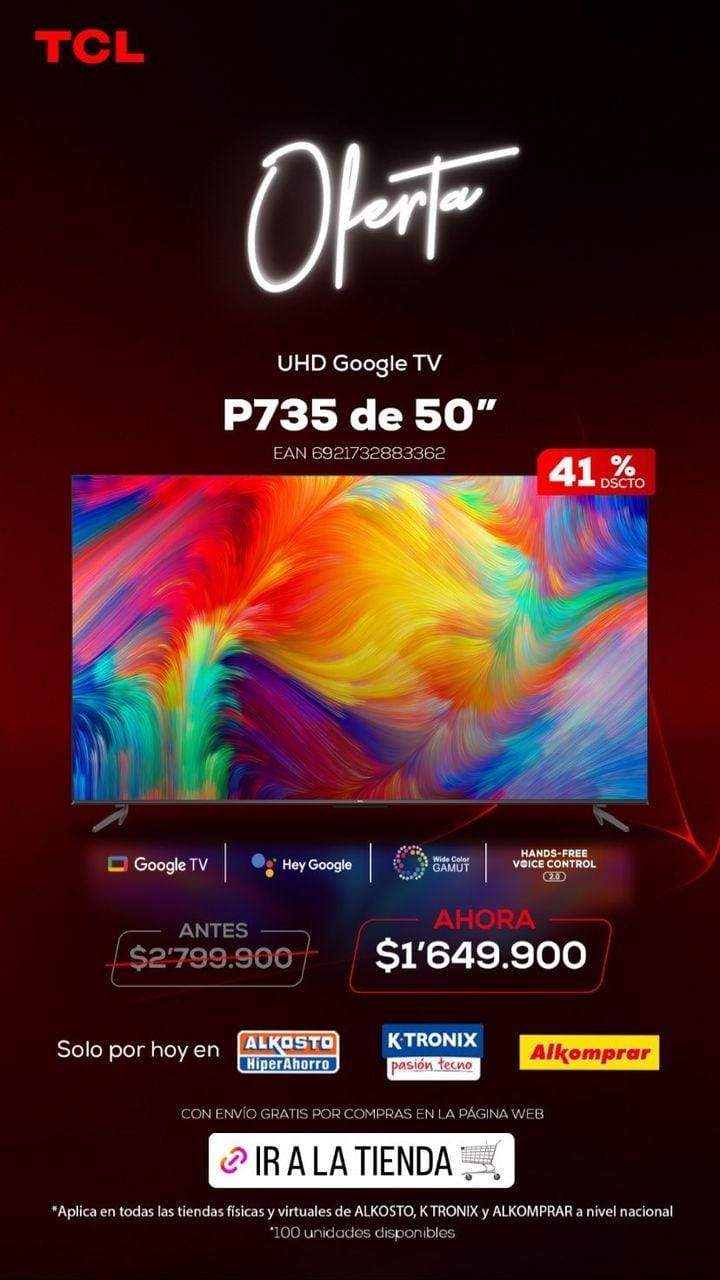 TCL
Oferta
UHD Google TV
P735 de 50”
EAN 6921732883362
41 % DSCTO
Google TV
Hey Google
Wide Color
GAMUT
HANDS-FREE
VOICE CONTROL
2.0
ANTES
$2'799.900
AHORA
$1'649.900
Solo por hoy en
ALKOSTO
HiperAhorro
K·TRONIX
pasión tecno
Alkomprar
CON ENVÍO GRATIS POR COMPRAS EN LA PÁGINA WEB
IR A LA TIENDA
*Aplica en todas las tiendas físicas y virtuales de ALKOSTO, K TRONIX y ALKOMPRAR a nivel nacional
*100 unidades disponibles